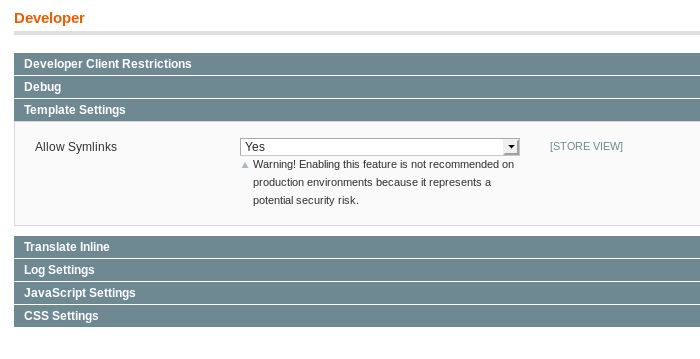 Developer
Developer Client Restrictions
Debug
Template Settings
Allow Symlinks Yes [STORE VIEW]
Warning! Enabling this feature is not recommended on
production environments because it represents a
potential security risk.
Translate Inline
Log Settings
JavaScript Settings
CSS Settings